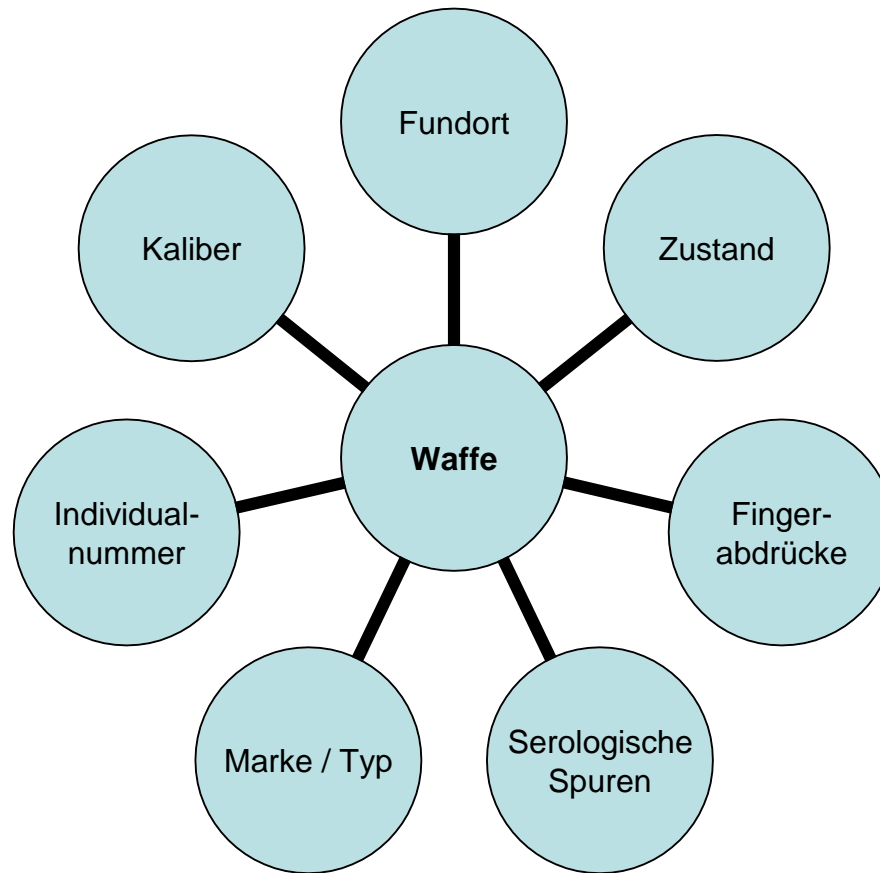 Fundort
Kaliber
Zustand
Waffe
Individual-
nummer
Finger-
abdrücke
Marke / Typ
Serologische
Spuren